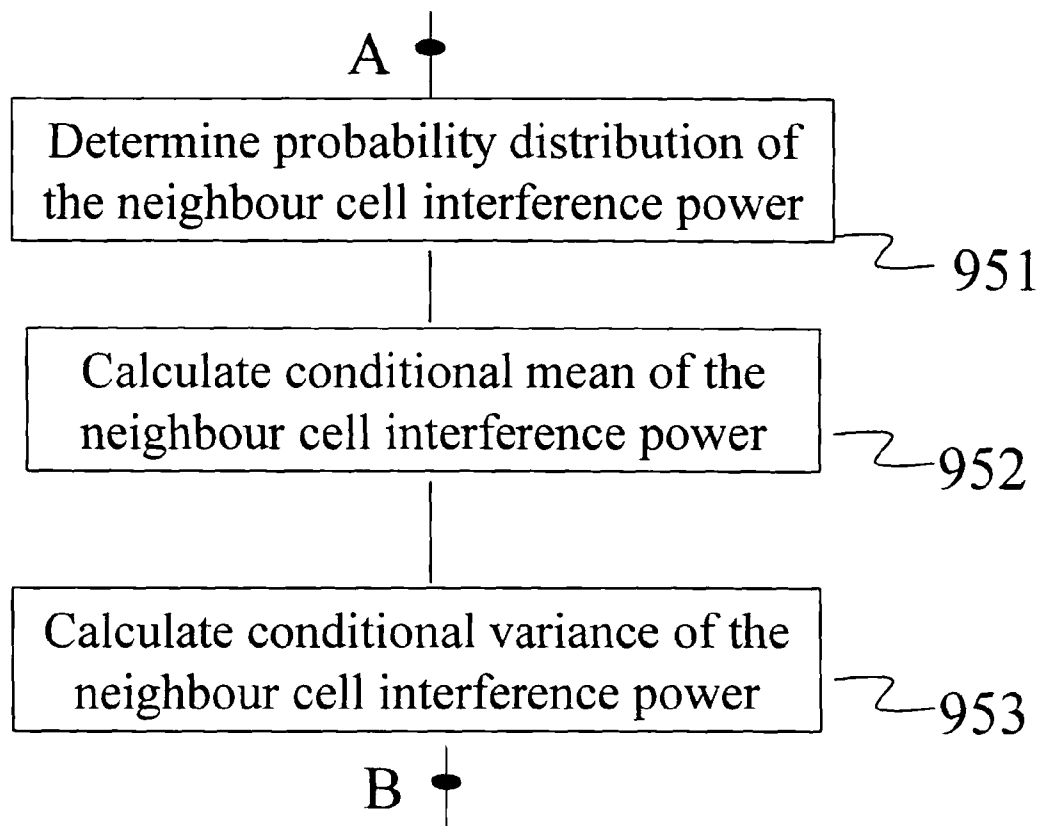 A
Determine probability distribution of
the neighbour cell interference power
951
Calculate conditional mean of the
neighbour cell interference power
952
Calculate conditional variance of the
neighbour cell interference power
953
B